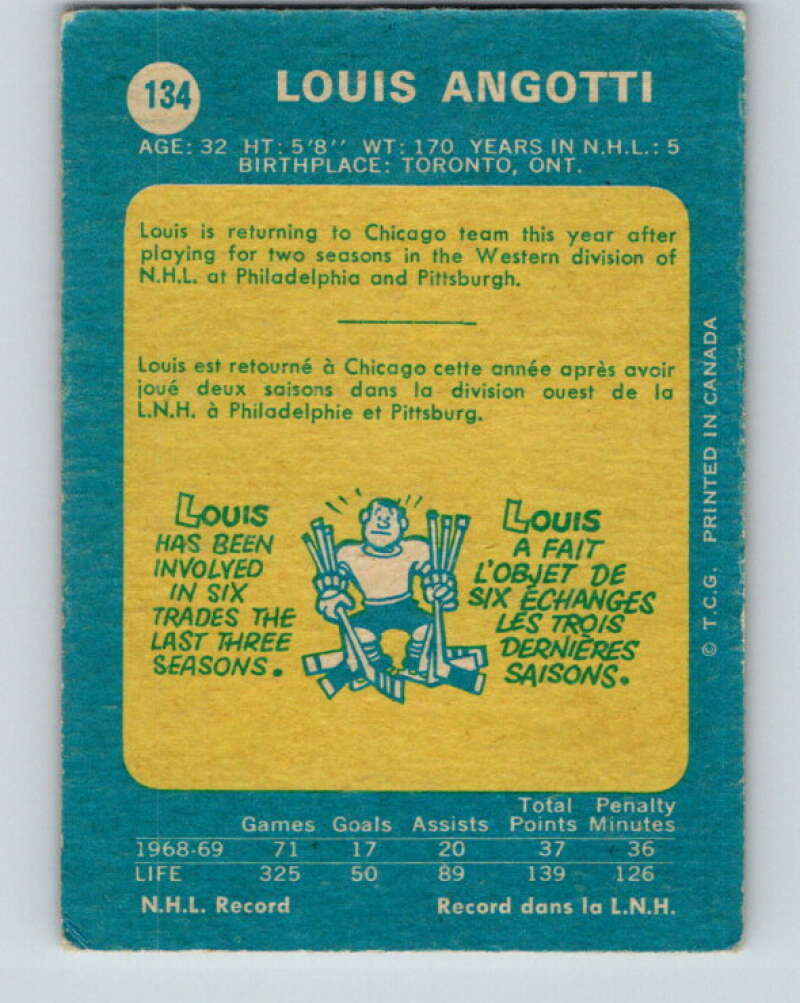 134
LOUIS ANGOTTI
AGE: 32 HT: 5'8'' WT: 170 YEARS IN N.H.L.: 5
BIRTHPLACE: TORONTO, ONT.
Louis is returning to Chicago team this year after
playing for two seasons in the Western division of
N.H.L. at Philadelphia and Pittsburgh.
Louis est retourné à Chicago cette année après avoir
joué deux saisons dans la division ouest de la
L.N.H. à Philadelphie et Pittsburg.
LOUIS
HAS BEEN
INVOLVED
IN SIX
TRADES THE
LAST THREE
SEASONS.
LOUIS
A FAIT
L'OBJET DE
SIX ÉCHANGES
LES TROIS
DERNIÈRES
SAISONS.
© T.C.G. PRINTED IN CANADA
Total Penalty
Games Goals Assists Points Minutes
1968-69 71 17 20 37 36
LIFE 325 50 89 139 126
N.H.L. Record Record dans la L.N.H.